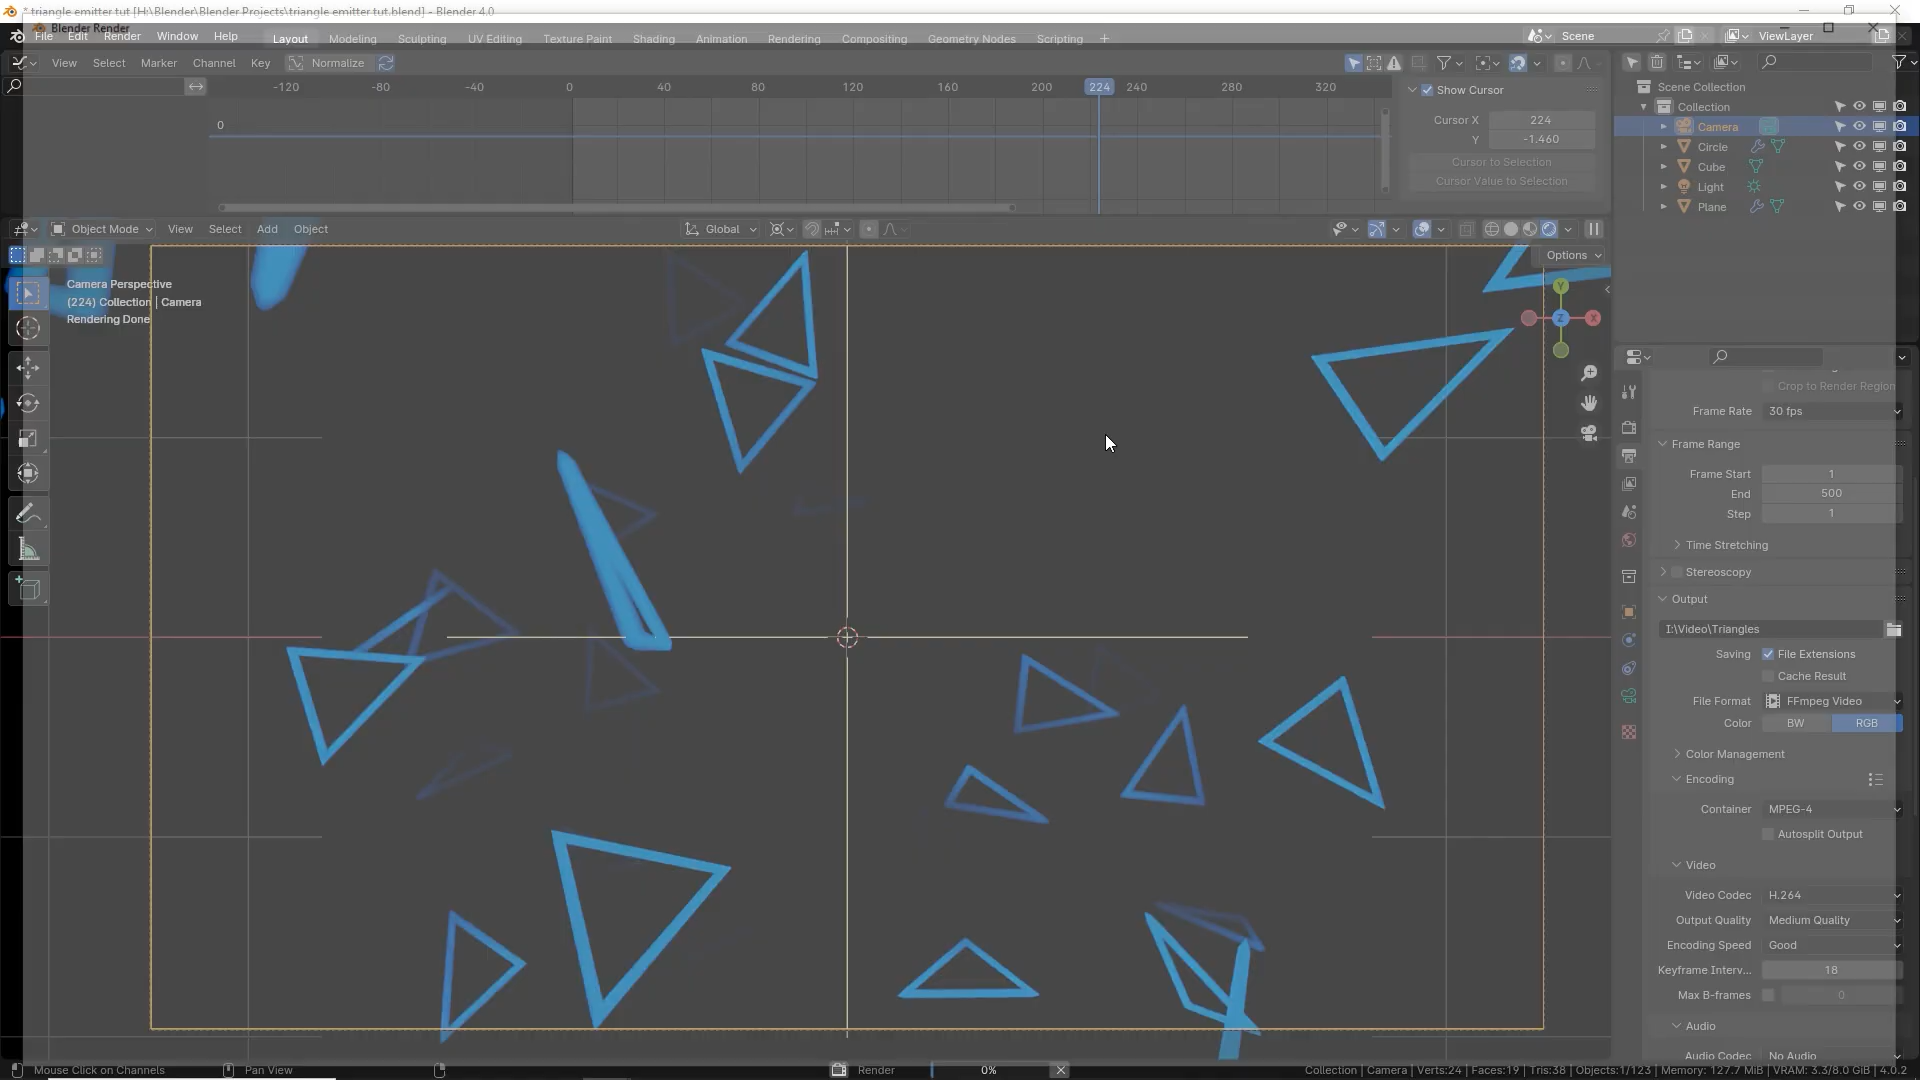 * triangle emitter tut [H:\Blender\Blender Projects\triangle emitter tut.blend] - Blender 4.0
Blender Render
File Edit Render Window Help
Layout Modeling Sculpting UV Editing Texture Paint Shading Animation Rendering Compositing Geometry Nodes Scripting +
Scene
ViewLayer
View Select Marker Channel Key Normalize
-120 -80 -40 0 40 80 120 160 200 224 240 280 320
0
Show Cursor
Cursor X 224
Y -1.460
Cursor to Selection
Cursor Value to Selection
Scene Collection
Collection
Camera
Circle
Cube
Light
Plane
Object Mode View Select Add Object
Global
Options
Camera Perspective
(224) Collection | Camera
Rendering Done
Y
Z
X
Crop to Render Region
Frame Rate 30 fps
Frame Range
Frame Start 1
End 500
Step 1
Time Stretching
Stereoscopy
Output
I:\Video\Triangles
Saving File Extensions
Cache Result
File Format FFmpeg Video
Color BW RGB
Color Management
Encoding
Container MPEG-4
Autosplit Output
Video
Video Codec H.264
Output Quality Medium Quality
Encoding Speed Good
Keyframe Interv... 18
Max B-frames 0
Audio
Audio Codec No Audio
Mouse Click on Channels Pan View
Render 0%
Collection | Camera | Verts:24 | Faces:19 | Tris:38 | Objects:1/123 | Memory: 127.7 MiB | VRAM: 3.3/8.0 GiB | 4.0.2